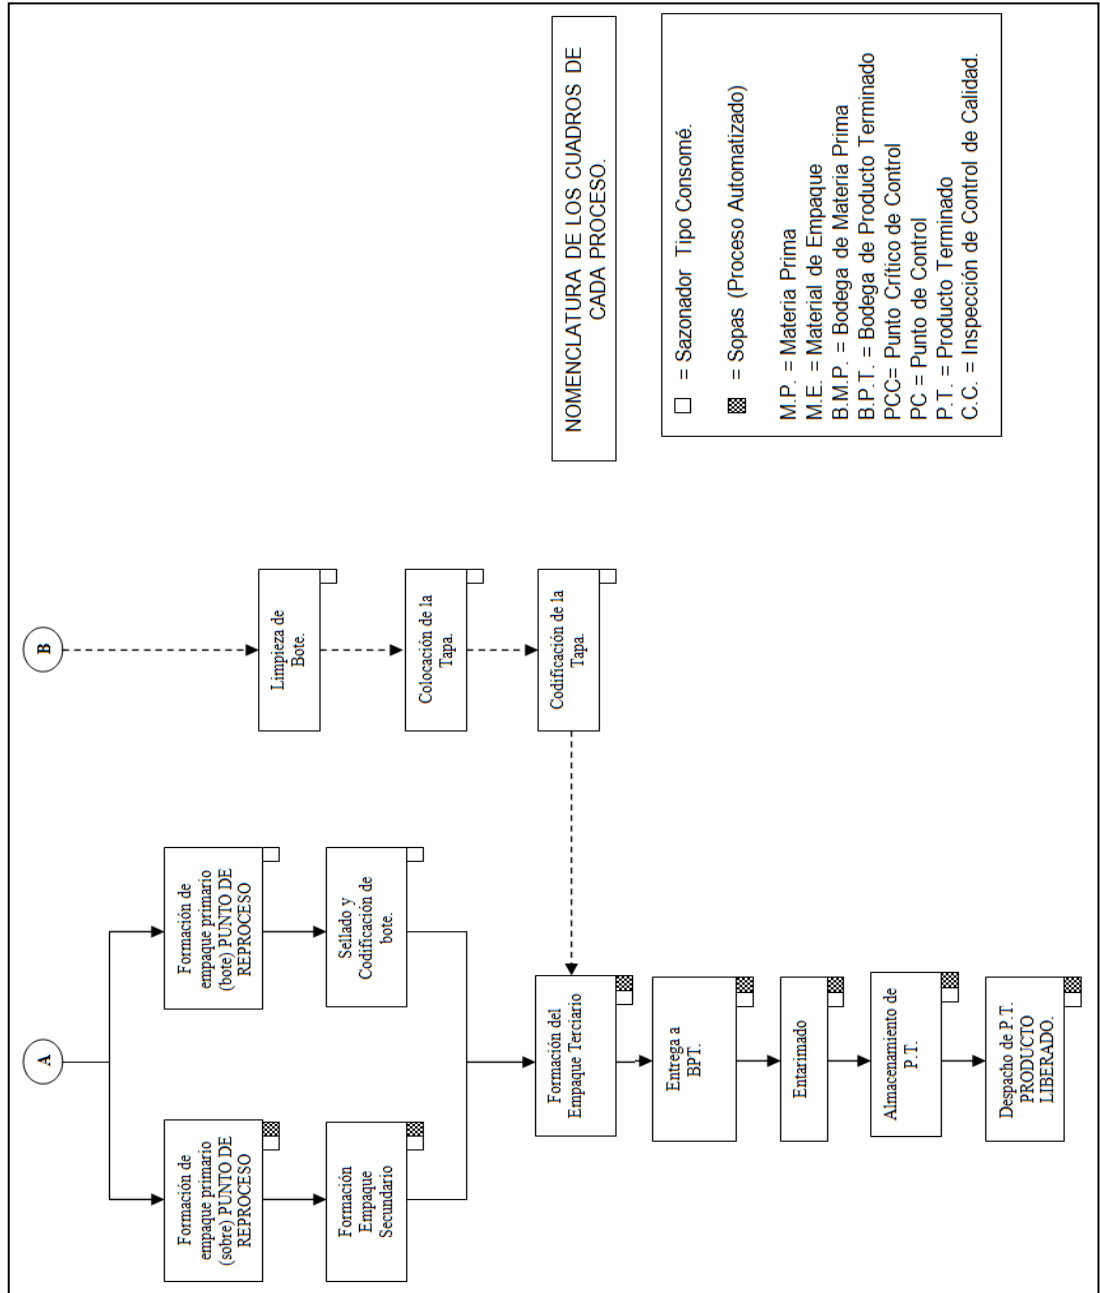 A
Formación de
empaque primario
(sobre) PUNTO DE
REPROCESO
Formación
Empaque
Secundario
Formación de
empaque primario
(bote) PUNTO DE
REPROCESO
Sellado y
Codificación de
bote.
Formación del
Empaque Terciario
Entrega a
BPT.
Entarimado
Almacenamiento de
P.T.
Despacho de P.T.
PRODUCTO
LIBERADO.
B
Limpieza de
Bote.
Colocación de la
Tapa.
Codificación de la
Tapa.
NOMENCLATURA DE LOS CUADROS DE
CADA PROCESO.
= Sazonador Tipo Consomé.
= Sopas (Proceso Automatizado)
M.P. = Materia Prima
M.E. = Material de Empaque
B.M.P. = Bodega de Materia Prima
B.P.T. = Bodega de Producto Terminado
PCC= Punto Crítico de Control
PC = Punto de Control
P.T. = Producto Terminado
C.C. = Inspección de Control de Calidad.